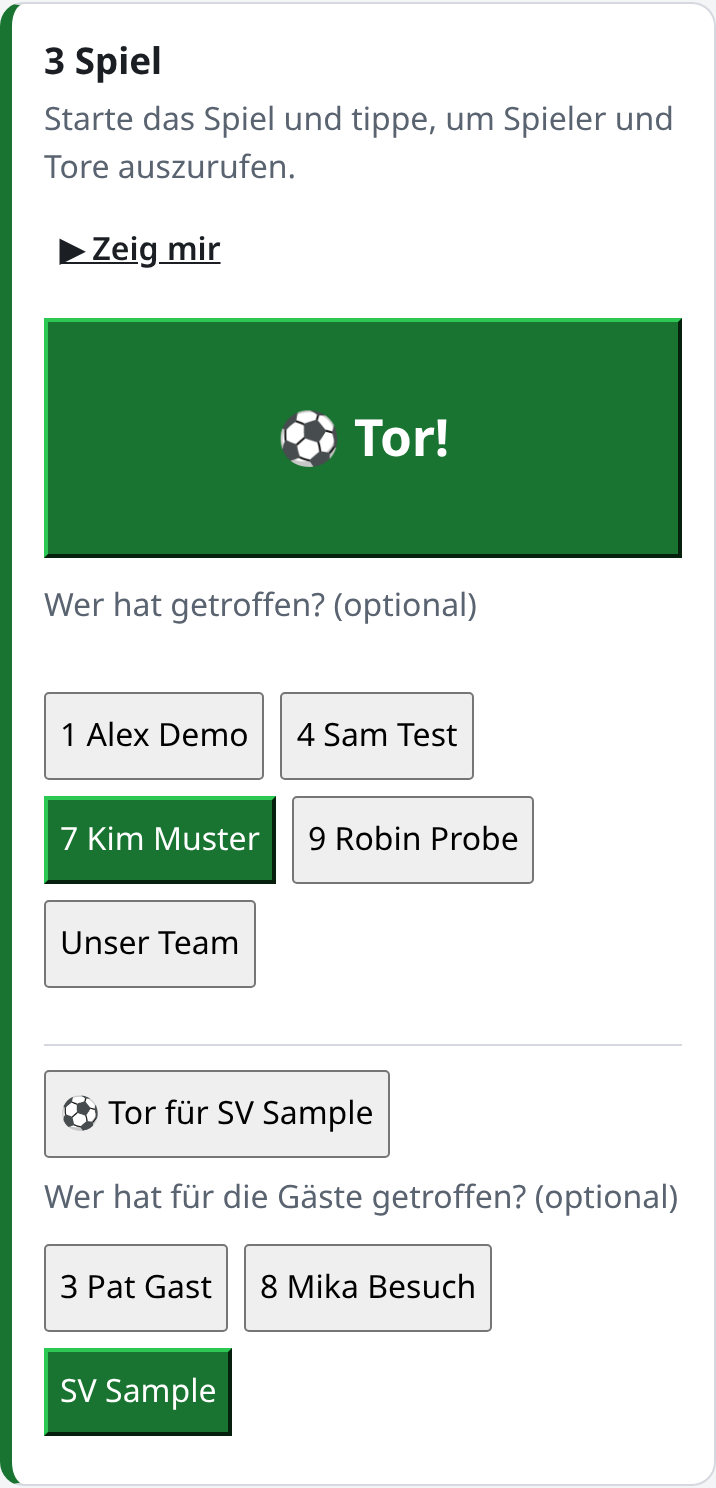 3 Spiel
Starte das Spiel und tippe, um Spieler und
Tore auszurufen.
▶ Zeig mir
⚽ Tor!
Wer hat getroffen? (optional)
1 Alex Demo
4 Sam Test
7 Kim Muster
9 Robin Probe
Unser Team
⚽ Tor für SV Sample
Wer hat für die Gäste getroffen? (optional)
3 Pat Gast
8 Mika Besuch
SV Sample